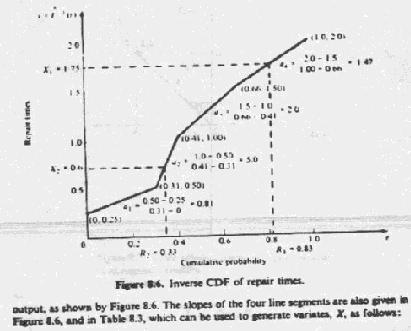 2.0
(1.0, 2.0)
X₁ = 1.75
a₄ = 2.0 - 1.5 / 1.00 - 0.66 = 1.47
1.5
(0.66, 1.50)
a₃ = 1.5 - 1.0 / 0.66 - 0.41 = 2.0
Repair times
1.0
(0.41, 1.00)
X₂ = 0.6
a₂ = 1.0 - 0.50 / 0.41 - 0.31 = 5.0
0.5
(0.31, 0.50)
a₁ = 0.50 - 0.25 / 0.31 - 0 = 0.81
(0, 0.25)
0 0.2 0.4 0.6 0.8 1.0 r
R₂ = 0.33 R₁ = 0.83
Cumulative probability
Figure 8.6. Inverse CDF of repair times.
output, as shown by Figure 8.6. The slopes of the four line segments are also given in
Figure 8.6, and in Table 8.3, which can be used to generate variates, X, as follows: